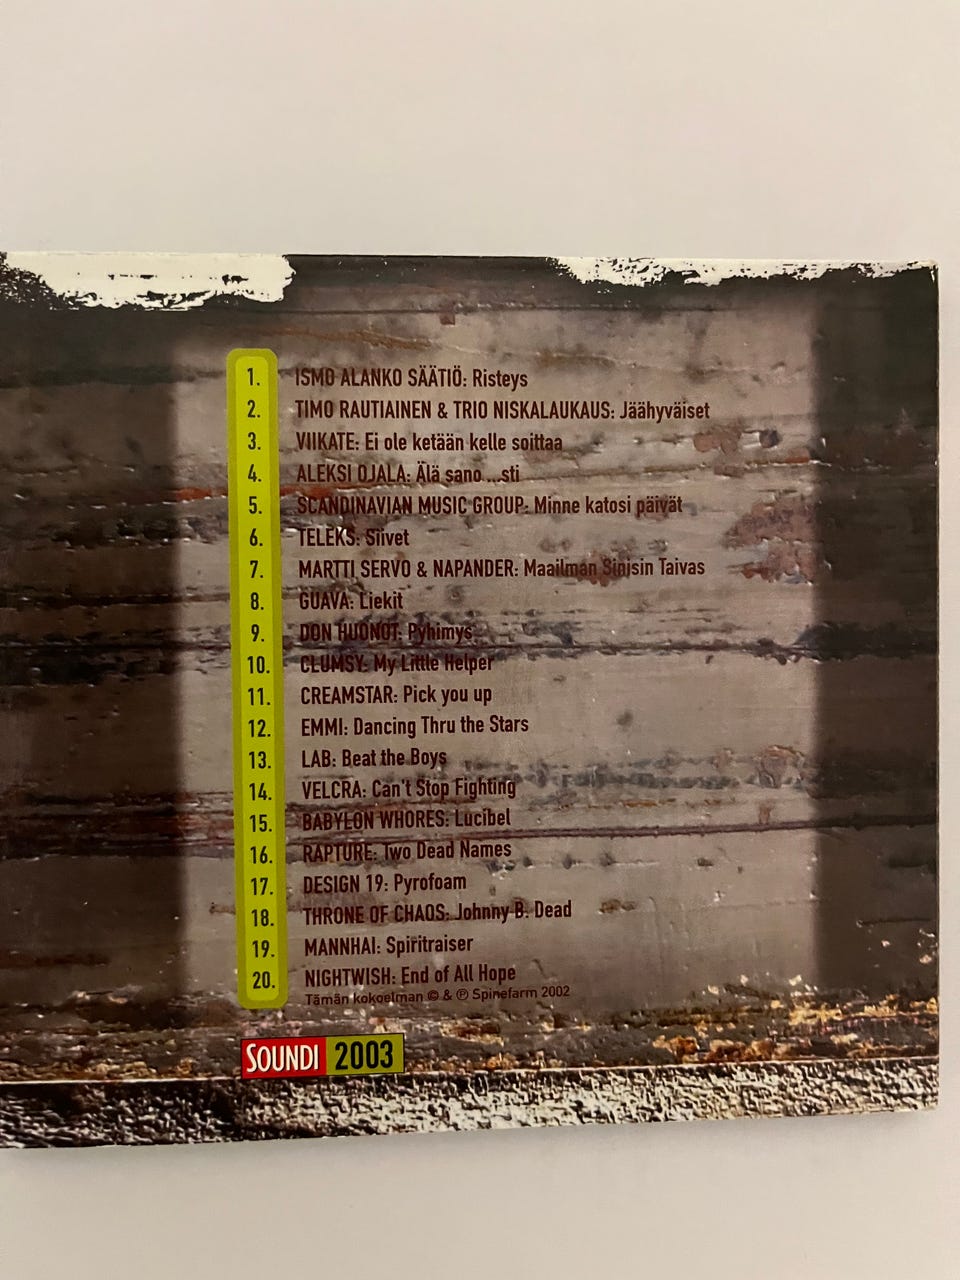 1. ISMO ALANKO SÄÄTIÖ: Risteys
2. TIMO RAUTIAINEN & TRIO NISKALAUKAUS: Jäähyväiset
3. VIIKATE: Ei ole ketään kelle soittaa
4. ALEKSI OJALA: Älä sano ...sti
5. SCANDINAVIAN MUSIC GROUP: Minne katosi päivät
6. TELEKS: Siivet
7. MARTTI SERVO & NAPANDER: Maailman Sinisin Taivas
8. GUAVA: Liekit
9. DON HUONOT: Pyhimys
10. CLUMSY: My Little Helper
11. CREAMSTAR: Pick you up
12. EMMI: Dancing Thru the Stars
13. LAB: Beat the Boys
14. VELCRA: Can't Stop Fighting
15. BABYLON WHORES: Lucibel
16. RAPTURE: Two Dead Names
17. DESIGN 19: Pyrofoam
18. THRONE OF CHAOS: Johnny B. Dead
19. MANNHAI: Spiritraiser
20. NIGHTWISH: End of All Hope
Tämän kokoelman © & ℗ Spinefarm 2002
SOUNDI 2003